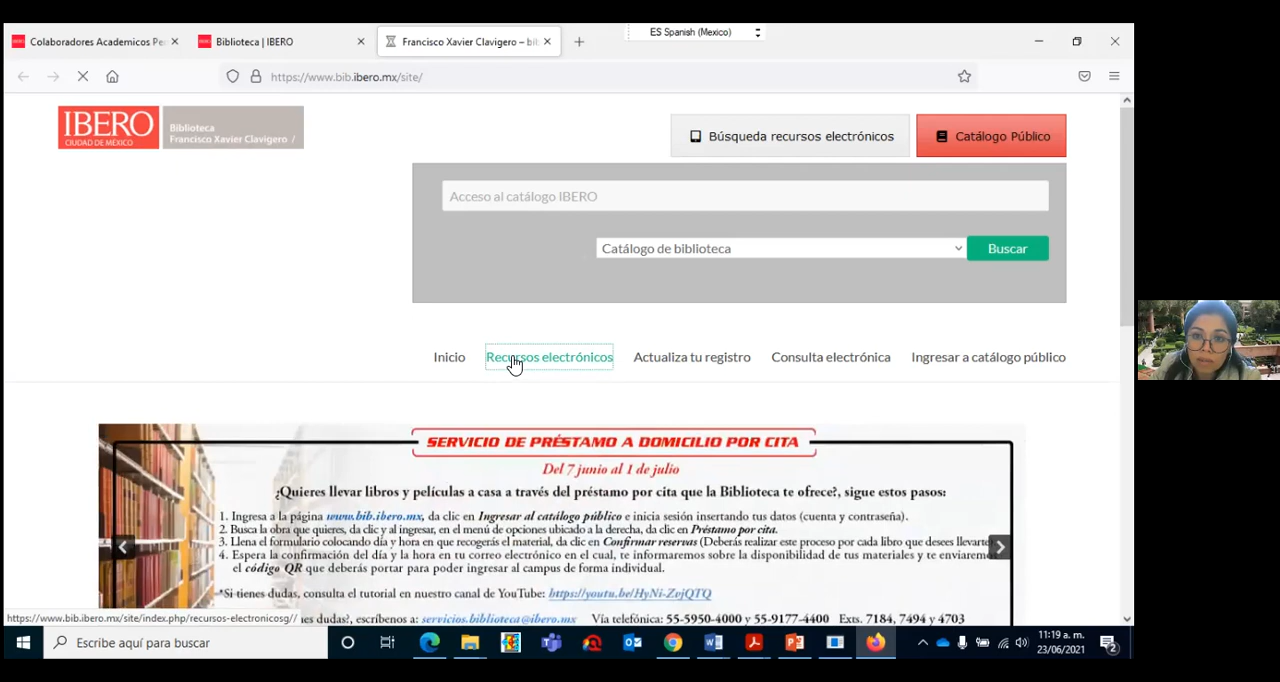 Colaboradores Academicos Per
Biblioteca | IBERO
Francisco Xavier Clavigero – bib
ES Spanish (Mexico)
https://www.bib.ibero.mx/site/
IBERO
CIUDAD DE MÉXICO
Biblioteca
Francisco Xavier Clavigero /
Búsqueda recursos electrónicos
Catálogo Público
Acceso al catálogo IBERO
Catálogo de biblioteca
Buscar
Inicio
Recursos electrónicos
Actualiza tu registro
Consulta electrónica
Ingresar a catálogo público
SERVICIO DE PRÉSTAMO A DOMICILIO POR CITA
Del 7 junio al 1 de julio
¿Quieres llevar libros y películas a casa a través del préstamo por cita que la Biblioteca te ofrece?, sigue estos pasos:
1. Ingresa a la página www.bib.ibero.mx, da clic en Ingresar al catálogo público e inicia sesión insertando tus datos (cuenta y contraseña).
2. Busca la obra que quieres, da clic y al ingresar, en el menú de opciones ubicado a la derecha, da clic en Préstamo por cita.
3. Llena el formulario colocando día y hora en que recogerás el material, da clic en Confirmar reservas (Deberás realizar este proceso por cada libro que desees llevarte
4. Espera la confirmación del día y la hora en tu correo electrónico en el cual, te informaremos sobre la disponibilidad de tus materiales y te enviaremo
el código QR que deberás portar para poder ingresar al campus de forma individual.
*Si tienes dudas, consulta el tutorial en nuestro canal de YouTube: https://youtu.be/HyNi-ZvjQTQ
https://www.bib.ibero.mx/site/index.php/recursos-electronicosg//
es dudas?, escríbenos a: servicios.biblioteca@ibero.mx Vía telefónica: 55-5950-4000 y 55-9177-4400 Exts. 7184, 7494 y 4703
Escribe aquí para buscar
11:19 a. m.
23/06/2021
2